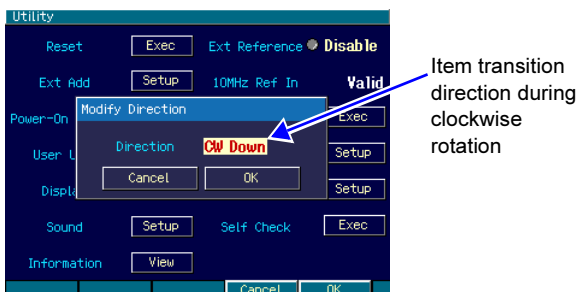 Utility
Reset Exec Ext Reference Disable
Ext Add Setup 10MHz Ref In Valid
Modify Direction
Power-On Exec
Direction CW Down
User Setup
Cancel OK
Displa Setup
Sound Setup Self Check Exec
Information View
Cancel OK
Item transition
direction during
clockwise
rotation